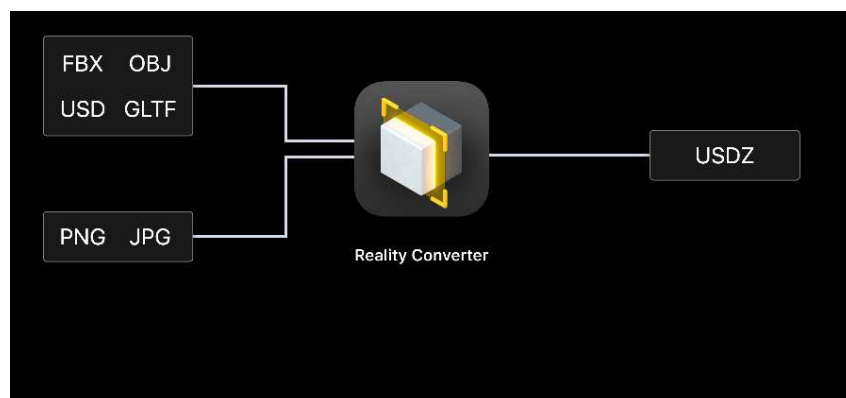 FBX OBJ
USD GLTF
PNG JPG
Reality Converter
USDZ